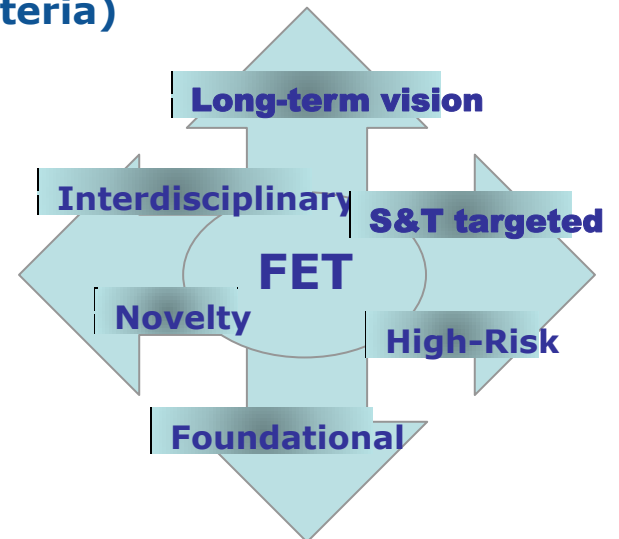 teria)
Long-term vision
Interdisciplinary
S&T targeted
FET
Novelty
High-Risk
Foundational